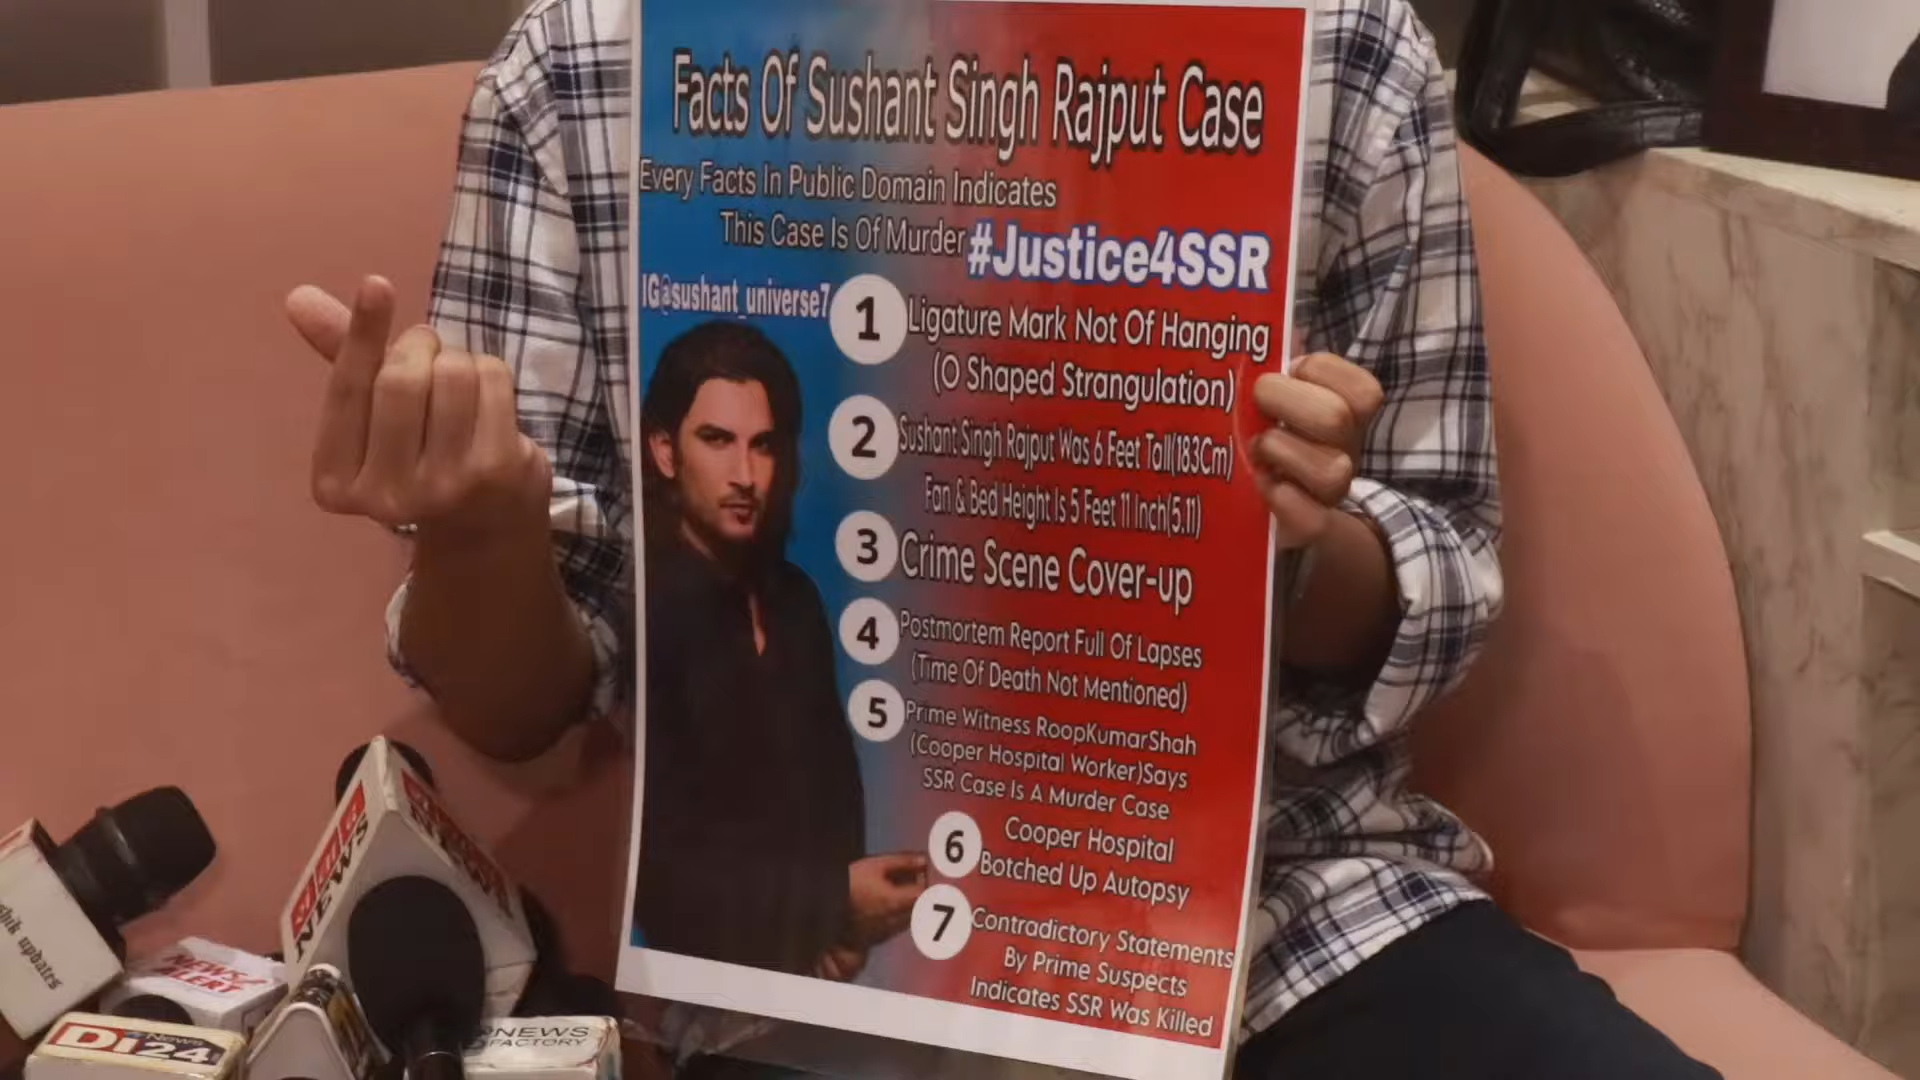 Facts Of Sushant Singh Rajput Case
Every Facts In Public Domain Indicates
This Case Is Of Murder
#Justice4SSR
IG@sushant_universe7
1 Ligature Mark Not Of Hanging
(O Shaped Strangulation)
2 Sushant Singh Rajput Was 6 Feet Tall(183Cm)
Fan & Bed Height Is 5 Feet 11 Inch(5.11)
3 Crime Scene Cover-up
4 Postmortem Report Full Of Lapses
(Time Of Death Not Mentioned)
5 Prime Witness RoopKumarShah
(Cooper Hospital Worker)Says
SSR Case Is A Murder Case
6 Cooper Hospital
Botched Up Autopsy
7 Contradictory Statements
By Prime Suspects
Indicates SSR Was Killed
updates
NEWS
NEWS
ALERT
Di NEWS
24
NEWS
FACTORY